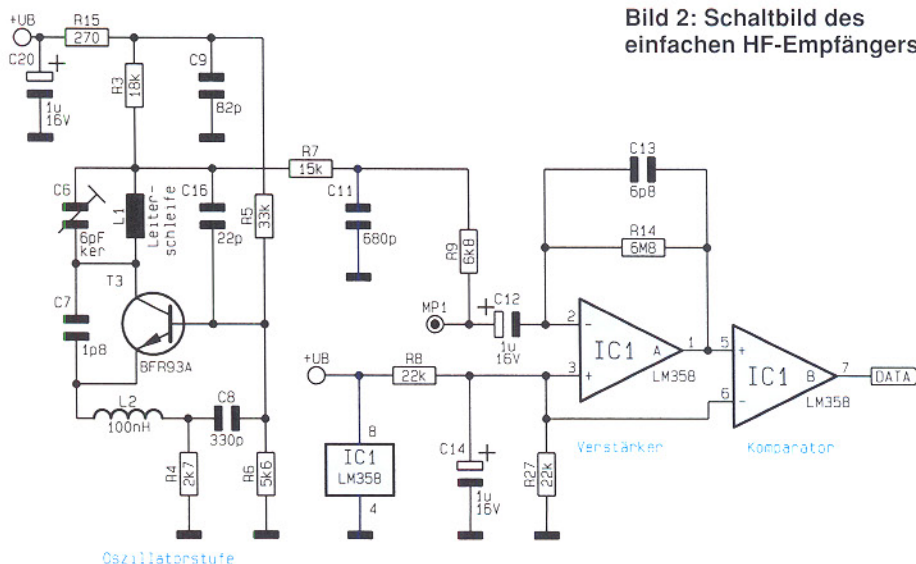 Bild 2: Schaltbild des
einfachen HF-Empfängers
+UB
R15
270
C20
+
1u
16V
R3
18k
C9
82p
C6
6pF
ker
L1
Leiter-
schleife
C16
22p
R5
33k
R7
15k
C11
680p
R9
6k8
C13
6p8
R14
6M8
T3
C7
1p8
BFR93A
MP1
+
C12
1u
16V
2
−
IC1
A
1
3
+
LM358
5
+
IC1
B
7
DATA
6
−
LM358
+UB
R8
22k
L2
100nH
C8
330p
R4
2k7
R6
5k6
8
IC1
LM358
4
C14
+
1u
16V
R27
22k
Verstärker
Komparator
Oszillatorstufe